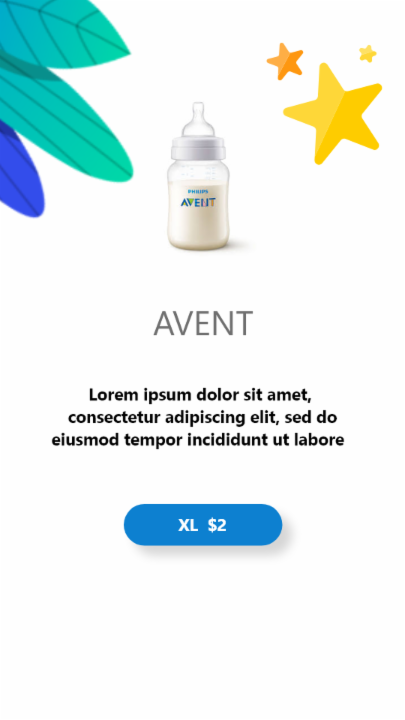 PHILIPS
AVENT
AVENT
Lorem ipsum dolor sit amet,
consectetur adipiscing elit, sed do
eiusmod tempor incididunt ut labore
XL $2